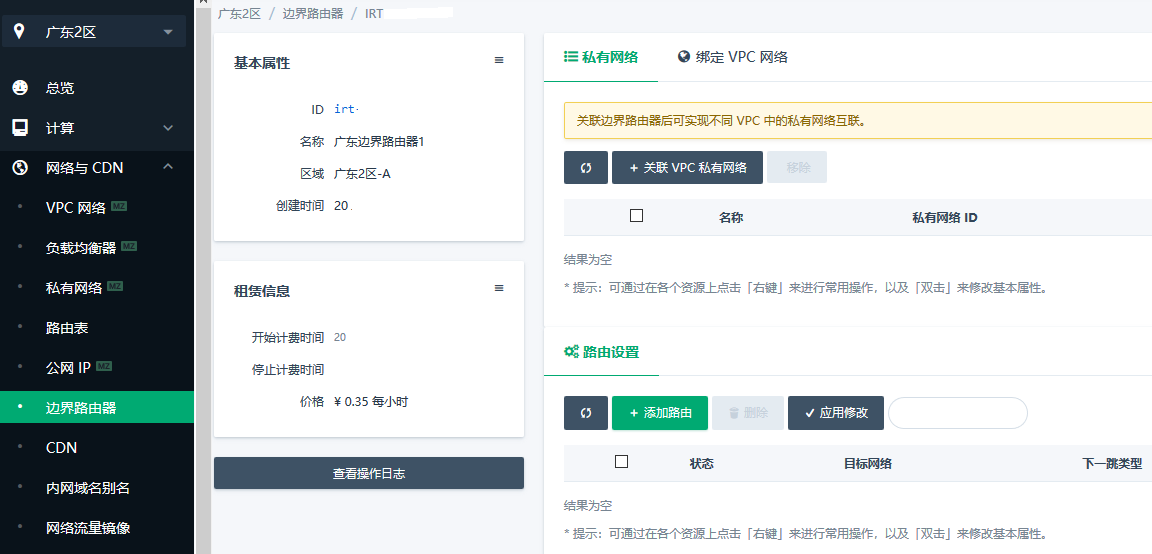 广东2区
总览
计算
网络与 CDN
VPC 网络 MZ
负载均衡器 MZ
私有网络 MZ
路由表
公网 IP MZ
边界路由器
CDN
内网域名别名
网络流量镜像
广东2区 / 边界路由器 / IRT
基本属性
ID irt-
名称 广东边界路由器1
区域 广东2区-A
创建时间 20
租赁信息
开始计费时间 20
停止计费时间
价格 ¥ 0.35 每小时
查看操作日志
私有网络 绑定 VPC 网络
关联边界路由器后可实现不同 VPC 中的私有网络互联。
+ 关联 VPC 私有网络 移除
名称 私有网络 ID
结果为空
* 提示：可通过在各个资源上点击「右键」来进行常用操作，以及「双击」来修改基本属性。
路由设置
+ 添加路由 删除 应用修改
状态 目标网络 下一跳类型
结果为空
* 提示：可通过在各个资源上点击「右键」来进行常用操作，以及「双击」来修改基本属性。